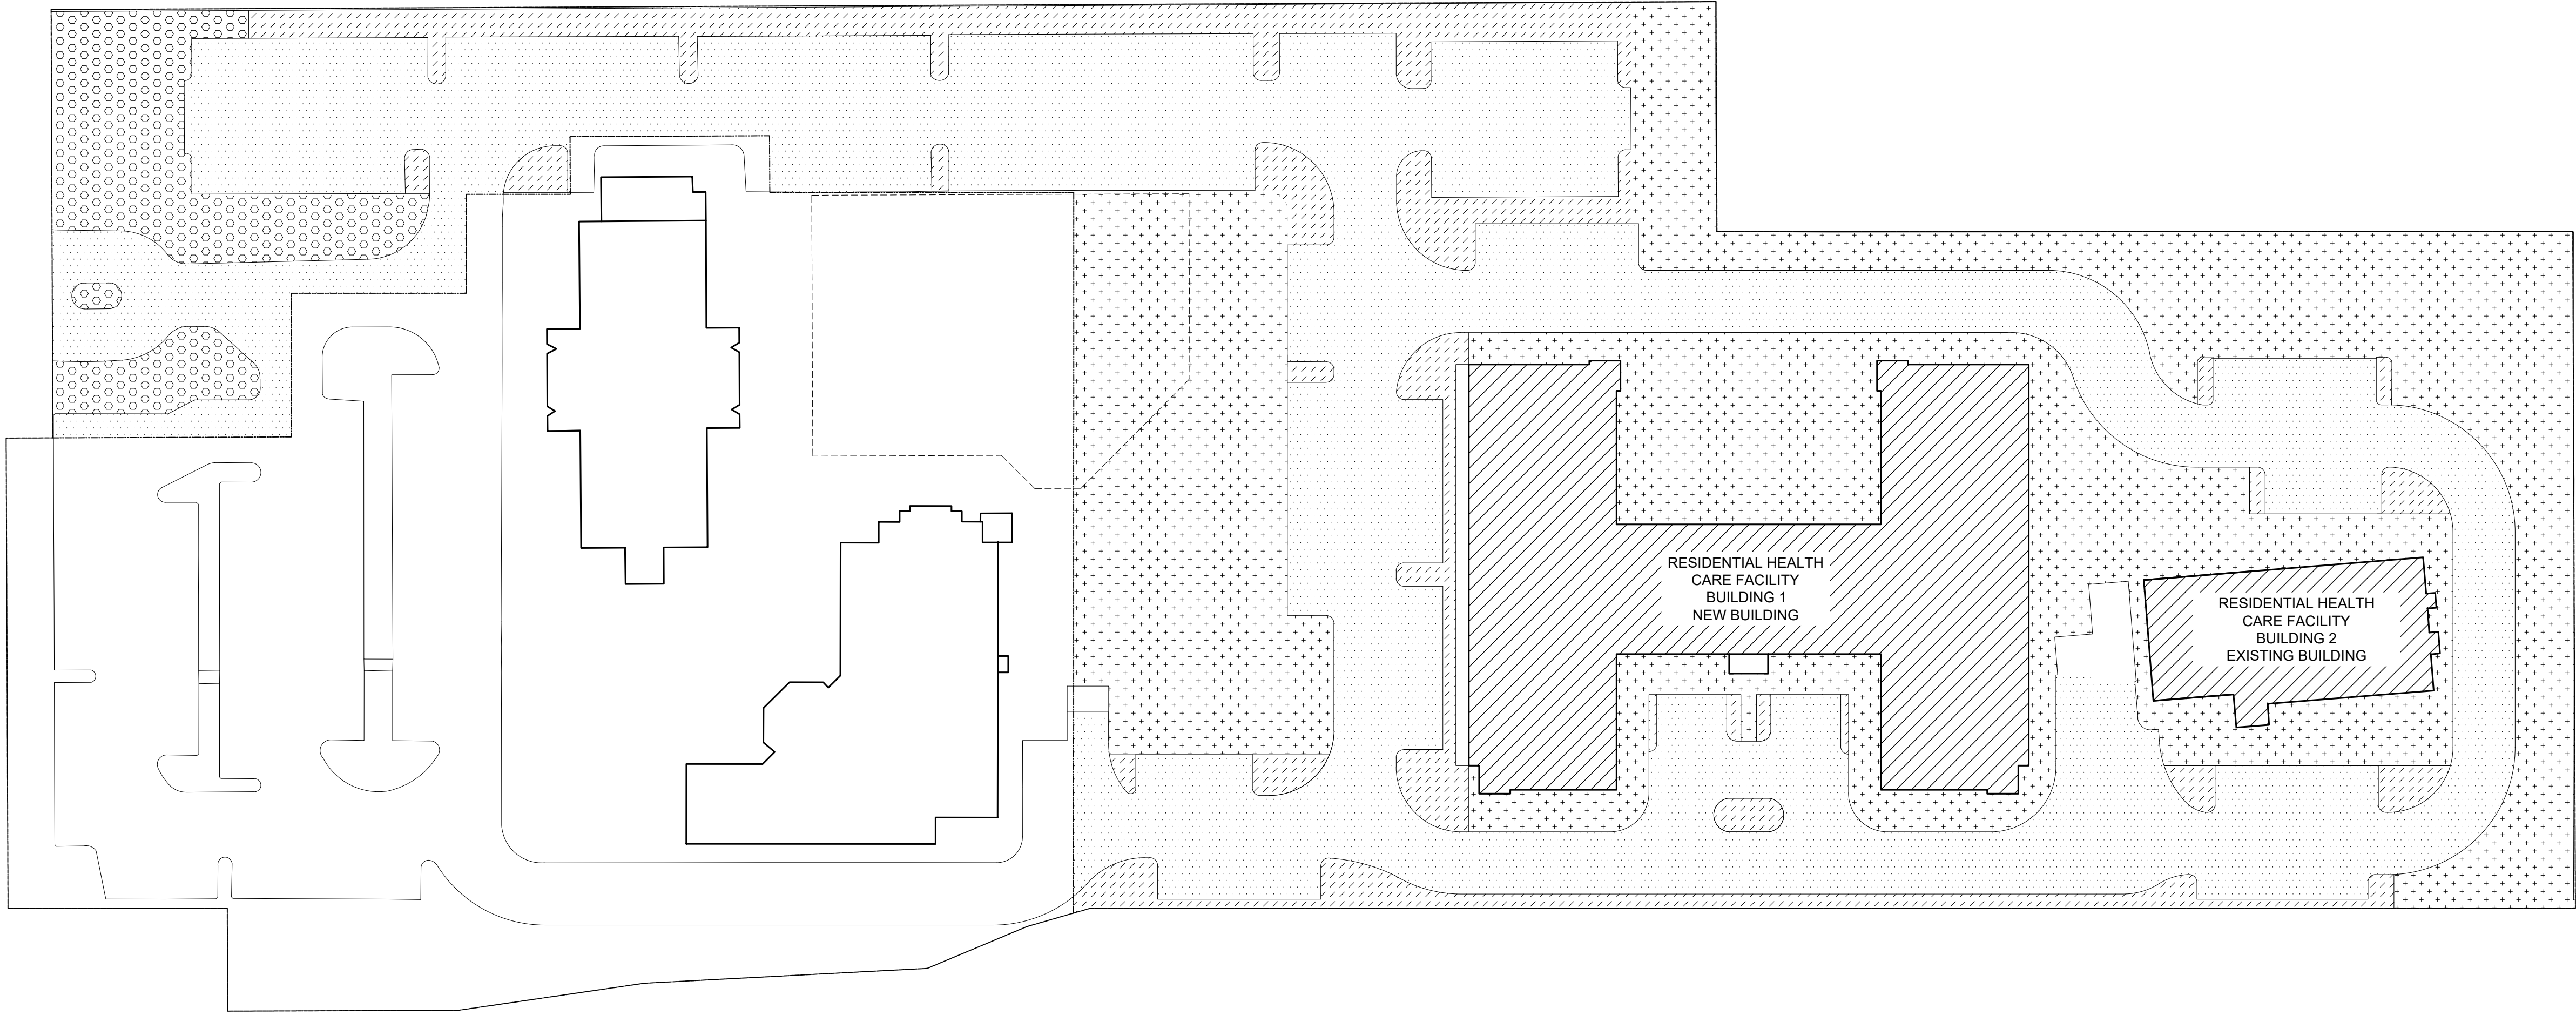 RESIDENTIAL HEALTH
CARE FACILITY
BUILDING 1
NEW BUILDING
RESIDENTIAL HEALTH
CARE FACILITY
BUILDING 2
EXISTING BUILDING